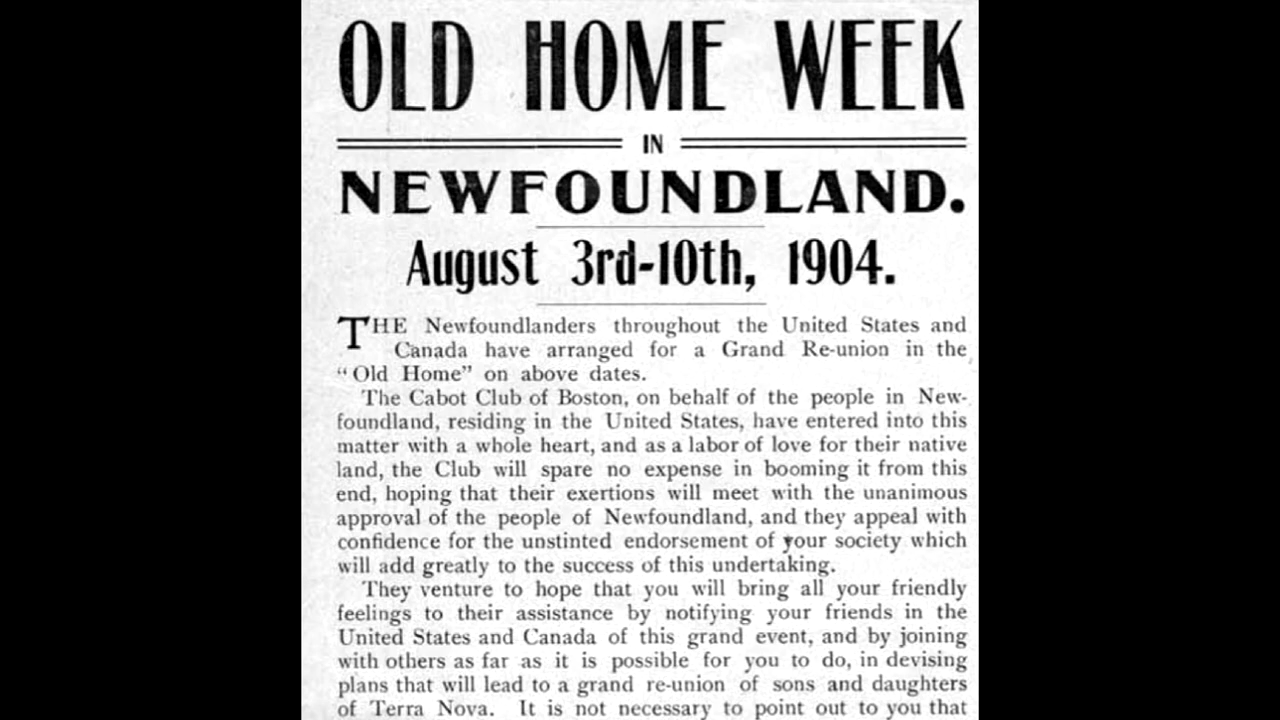 OLD HOME WEEK
IN
NEWFOUNDLAND.
August 3rd-10th, 1904.
THE Newfoundlanders throughout the United States and
Canada have arranged for a Grand Re-union in the
"Old Home" on above dates.
The Cabot Club of Boston, on behalf of the people in New-
foundland, residing in the United States, have entered into this
matter with a whole heart, and as a labor of love for their native
land, the Club will spare no expense in booming it from this
end, hoping that their exertions will meet with the unanimous
approval of the people of Newfoundland, and they appeal with
confidence for the unstinted endorsement of your society which
will add greatly to the success of this undertaking.
They venture to hope that you will bring all your friendly
feelings to their assistance by notifying your friends in the
United States and Canada of this grand event, and by joining
with others as far as it is possible for you to do, in devising
plans that will lead to a grand re-union of sons and daughters
of Terra Nova. It is not necessary to point out to you that